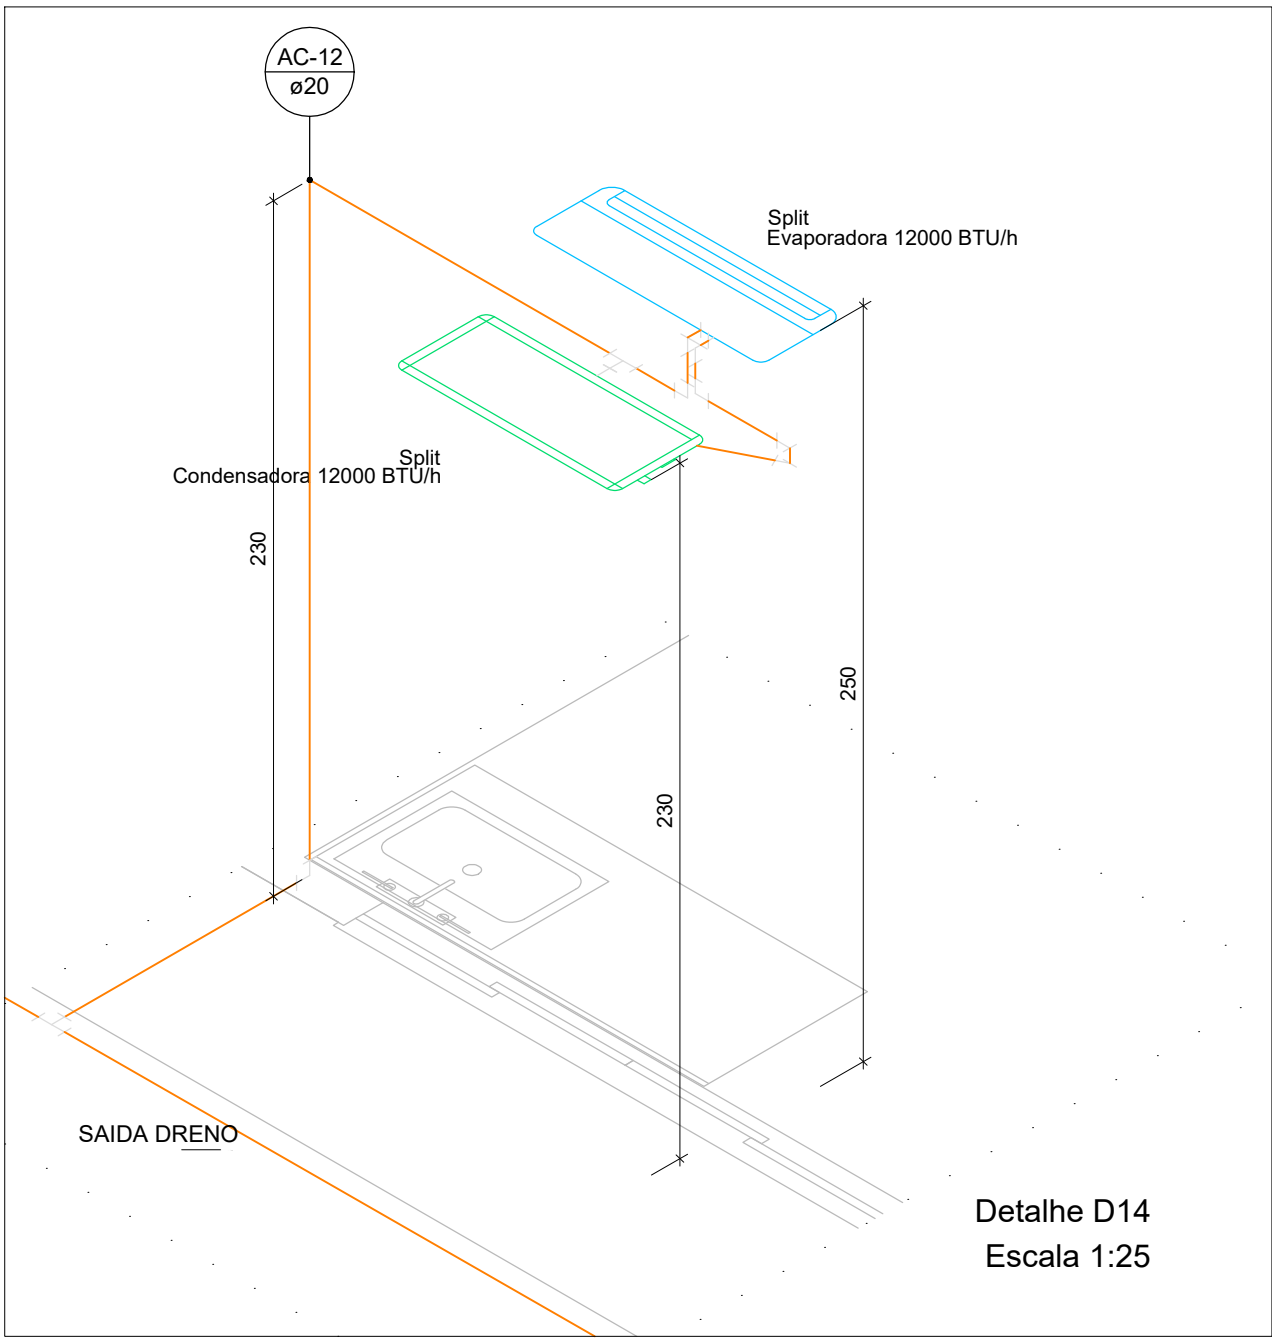 AC-12
ø20
Split
Evaporadora 12000 BTU/h
Split
Condensadora 12000 BTU/h
230
250
230
SAIDA DRENO
Detalhe D14
Escala 1:25